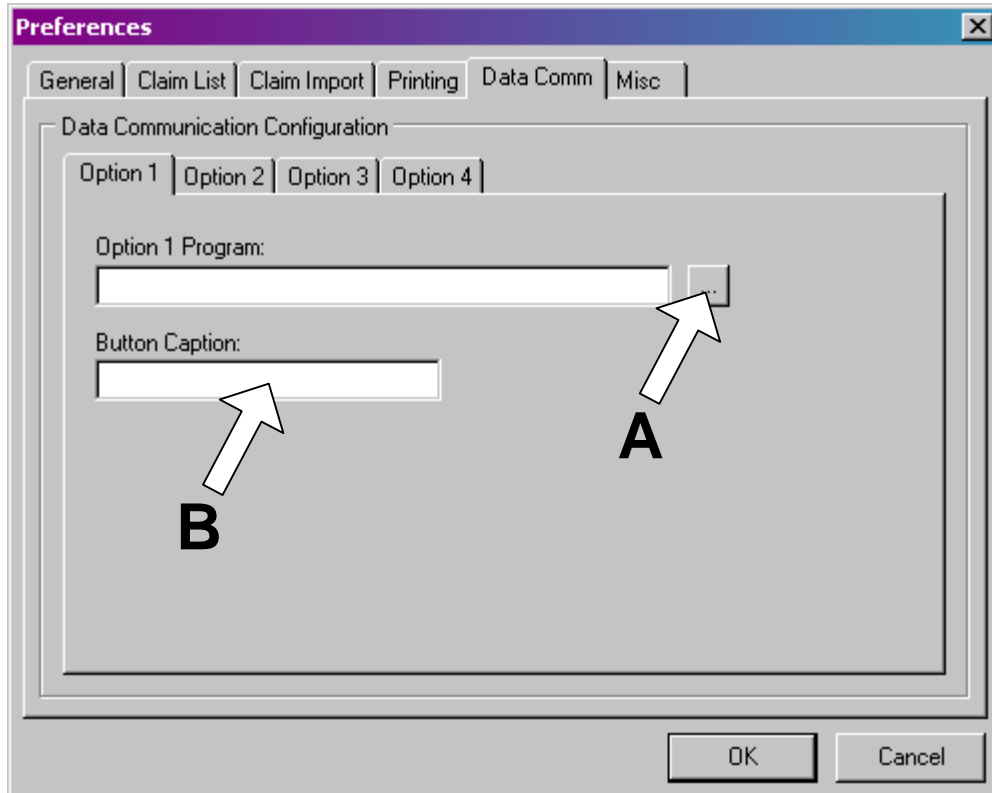 Preferences
General Claim List Claim Import Printing Data Comm Misc
Data Communication Configuration
Option 1 Option 2 Option 3 Option 4
Option 1 Program:
...
Button Caption:
A
B
OK Cancel